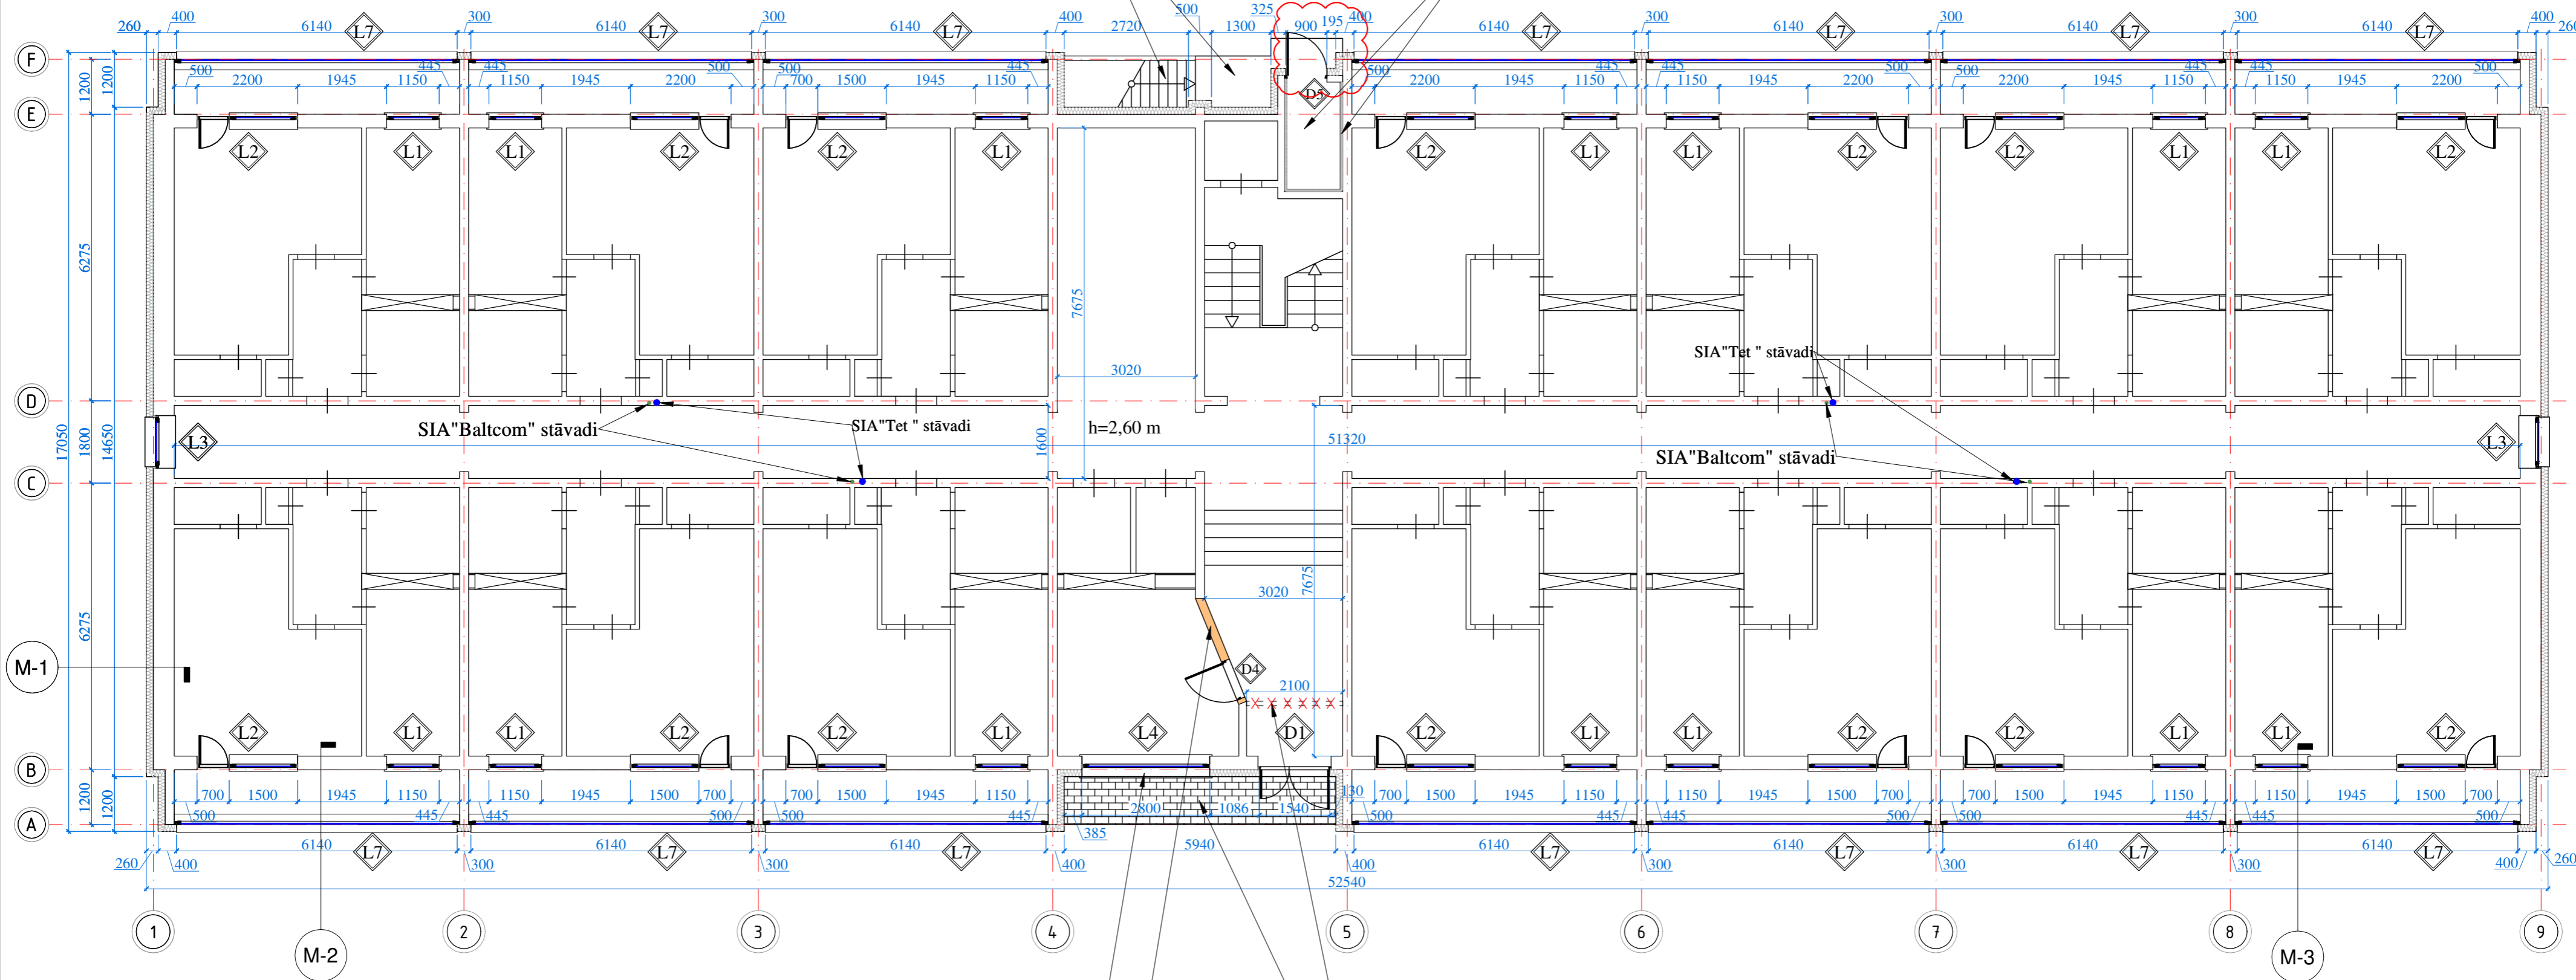 260 400 6140 L7 300 6140 L7 300 6140 L7 400 2720 500 1300 325 900 195 400 6140 L7 300 6140 L7 300 6140 L7 300 6140 L7 400 260
F
500 2200 1945 1150 445 445 1150 1945 2200 500 500 700 1500 1945 1150 445 500 2200 1945 1150 445 445 1150 1945 2200 500 500 2200 1945 1150 445 445 1150 1945 2200 500
1200 1200
D5
E
L2 L1 L1 L2 L2 L1 L2 L1 L1 L2 L2 L1 L1 L2
6275
7675
SIA"Tet " stāvadi
3020
D
SIA"Baltcom" stāvadi
SIA"Tet " stāvadi
h=2,60 m
L3
17050 1800 14650
1600
51320
SIA"Baltcom" stāvadi
L3
C
6275
7675
3020
M-1
D4
2100
L2 L1 L1 L2 L2 L1 L4 D1 L2 L1 L1 L2 L2 L1 L1 L2
B
1200 1200
700 1500 1945 1150 1150 1945 1500 700 700 1500 1945 1150 2800 1086 1540 130 700 1500 1945 1150 1150 1945 1500 700 700 1500 1945 1150 1150 1945 1500 700
500 445 445 500 500 445 385 500 445 445 500 500 445 445 500
A
6140 L7 6140 L7 6140 L7 5940 6140 L7 6140 L7 6140 L7 6140 L7
260 400 300 300 400 400 300 300 300 400 260
52540
1 2 3 4 5 6 7 8 9
M-2
M-3